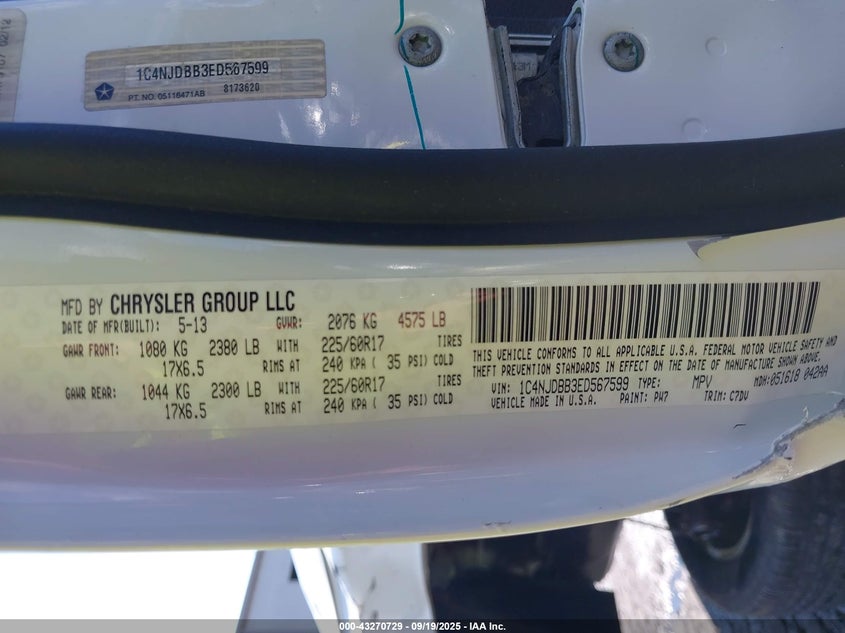 02/12
1C4NJDBB3ED567599
PT. NO. 05116471AB 8173620
MFD BY CHRYSLER GROUP LLC
DATE OF MFR(BUILT): 5-13 GVWR: 2076 KG 4575 LB
GAWR FRONT: 1080 KG 2380 LB WITH 225/60R17 TIRES
17X6.5 RIMS AT 240 KPA ( 35 PSI) COLD
GAWR REAR: 1044 KG 2300 LB WITH 225/60R17 TIRES
17X6.5 RIMS AT 240 KPA ( 35 PSI) COLD
THIS VEHICLE CONFORMS TO ALL APPLICABLE U.S.A. FEDERAL MOTOR VEHICLE SAFETY AND
THEFT PREVENTION STANDARDS IN EFFECT ON THE DATE OF MANUFACTURE SHOWN ABOVE.
VIN: 1C4NJDBB3ED567599 TYPE: MPV MDH:051618 042AA
VEHICLE MADE IN U.S.A. PAINT: PW7 TRIM: C7DV
000-43270729 - 09/19/2025 - IAA Inc.